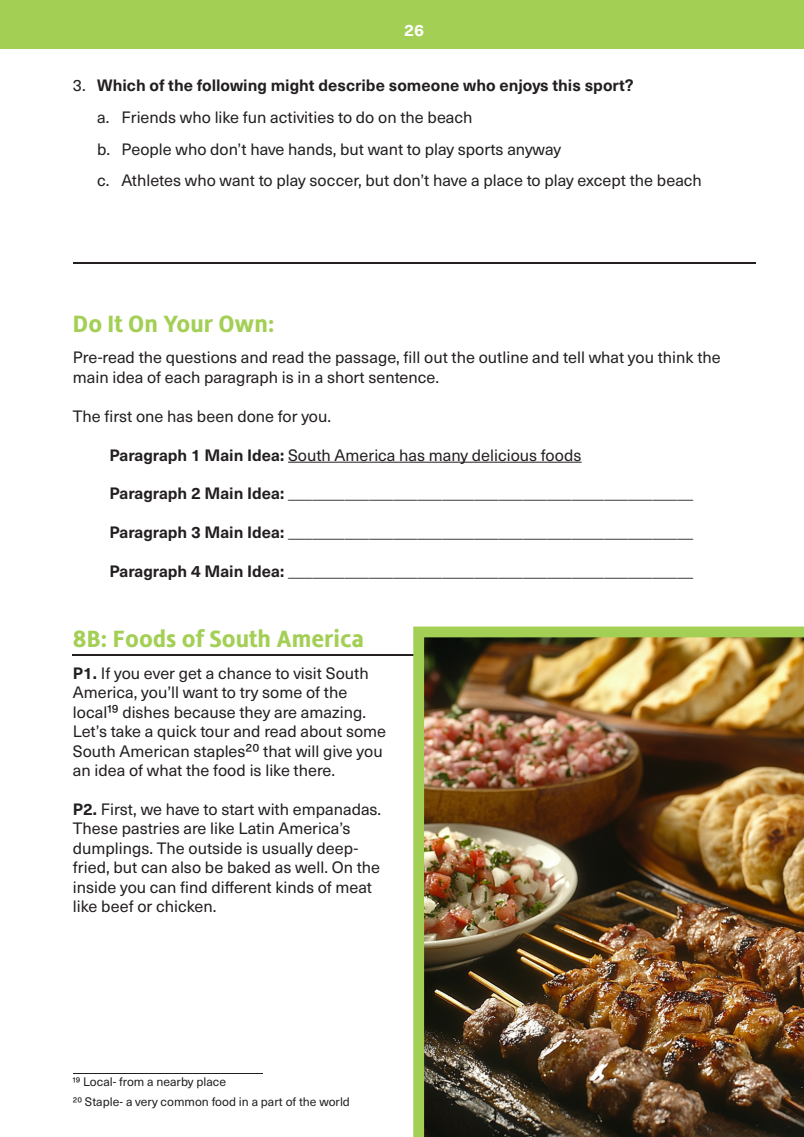 26
3. Which of the following might describe someone who enjoys this sport?
a. Friends who like fun activities to do on the beach
b. People who don't have hands, but want to play sports anyway
c. Athletes who want to play soccer, but don't have a place to play except the beach
Do It On Your Own:
Pre-read the questions and read the passage, fill out the outline and tell what you think the
main idea of each paragraph is in a short sentence.
The first one has been done for you.
Paragraph 1 Main Idea: South America has many delicious foods
Paragraph 2 Main Idea: ______________________________________________
Paragraph 3 Main Idea: ______________________________________________
Paragraph 4 Main Idea: ______________________________________________
8B: Foods of South America
P1. If you ever get a chance to visit South
America, you'll want to try some of the
local¹⁹ dishes because they are amazing.
Let's take a quick tour and read about some
South American staples²⁰ that will give you
an idea of what the food is like there.
P2. First, we have to start with empanadas.
These pastries are like Latin America's
dumplings. The outside is usually deep-
fried, but can also be baked as well. On the
inside you can find different kinds of meat
like beef or chicken.
¹⁹ Local- from a nearby place
²⁰ Staple- a very common food in a part of the world